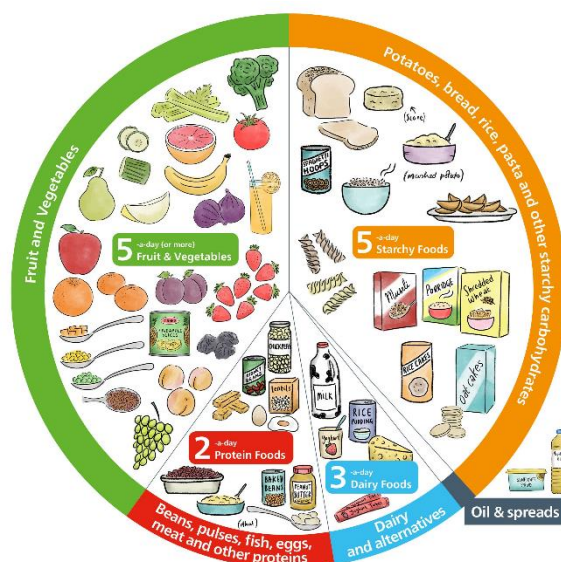 Fruit and Vegetables
Potatoes, bread, rice, pasta and other starchy carbohydrates
(Scone)
SPAGHETTI
HOOPS
(mashed potato)
5 -a-day (or more)
Fruit & Vegetables
5 -a-day
Starchy Foods
Muesli
PORRIDGE
Shredded
Wheat
RICE CAKES
Oat cakes
CHICKPEAS
Lentils
MILK
RICE
PUDDING
Yoghurt
2 -a-day
Protein Foods
3 -a-day
Dairy Foods
BAKED
BEANS
PEANUT
BUTTER
(dhal)
Beans, pulses, fish, eggs,
meat and other proteins
Dairy
and alternatives
Oil & spreads